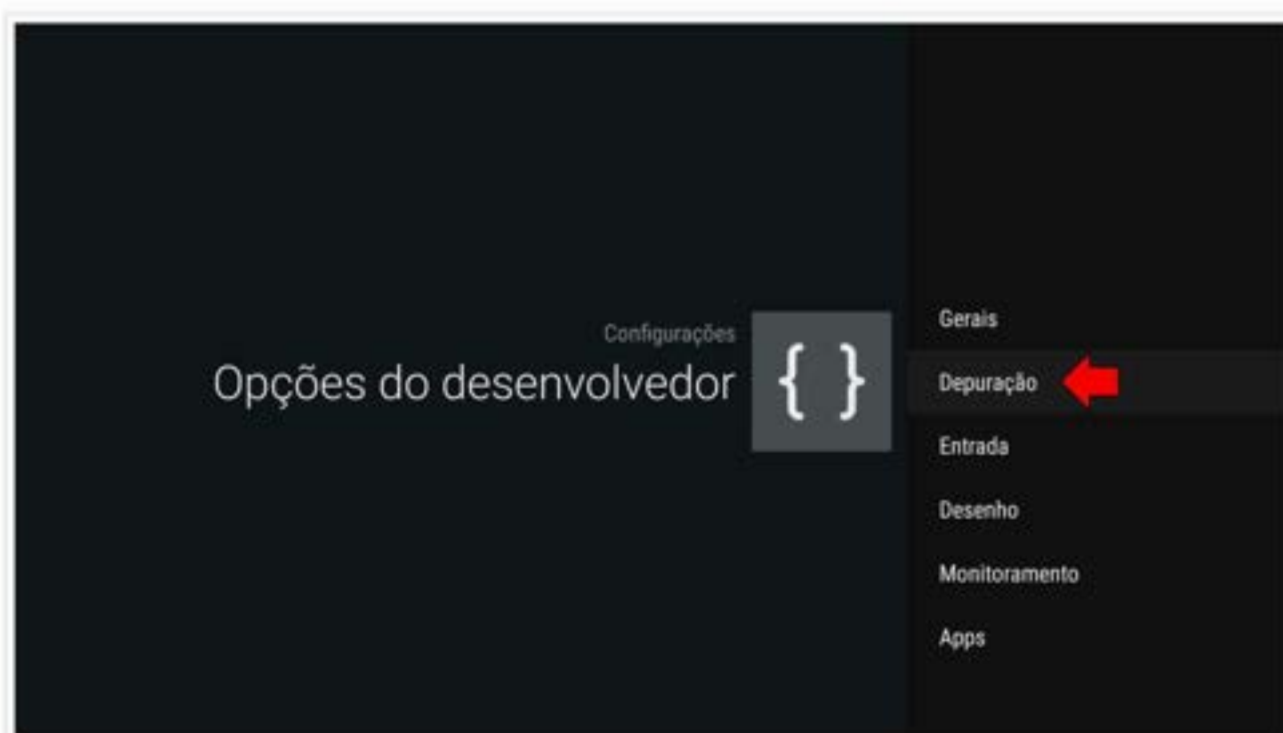 Configurações
Opções do desenvolvedor
{ }
Gerais
Depuração
Entrada
Desenho
Monitoramento
Apps